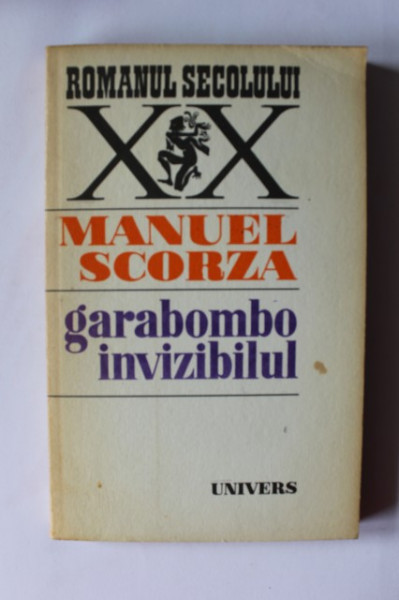 ROMANUL SECOLULUI
XX
MANUEL
SCORZA
garabombo
invizibilul
UNIVERS